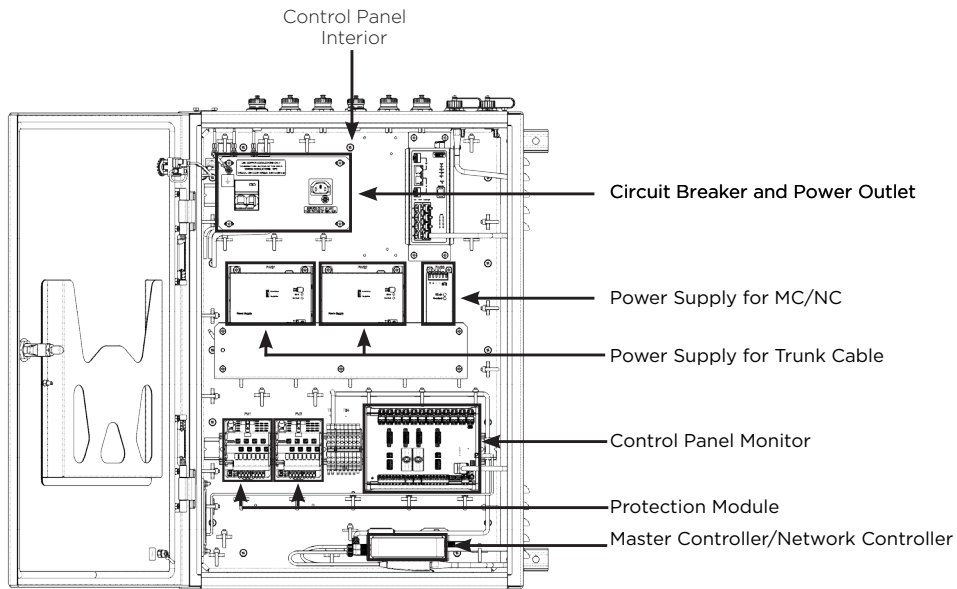 Control Panel
Interior
Circuit Breaker and Power Outlet
Power Supply for MC/NC
Power Supply for Trunk Cable
Control Panel Monitor
Protection Module
Master Controller/Network Controller